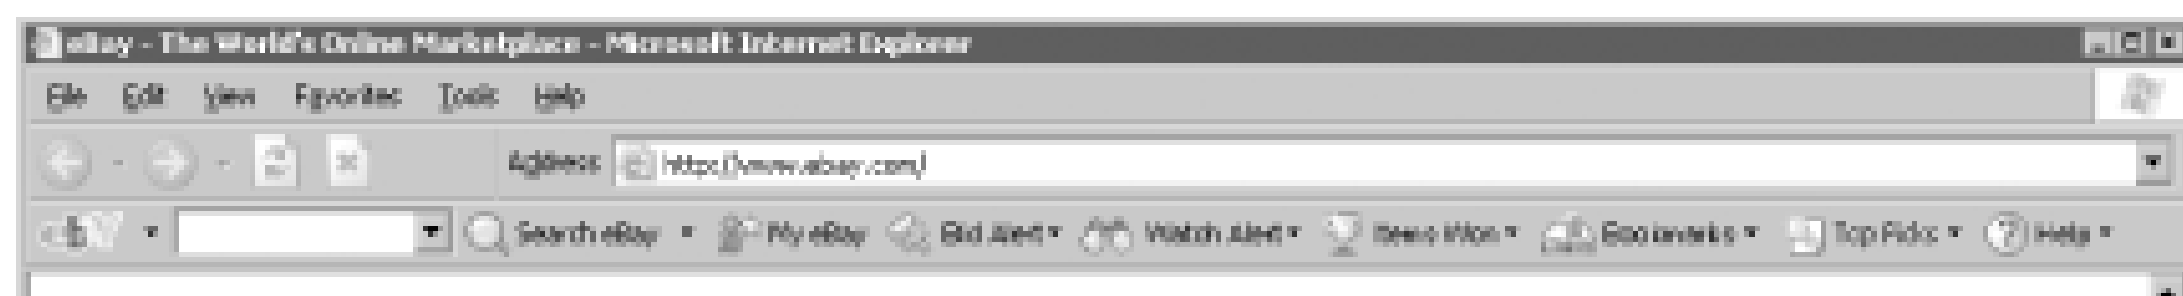 eBay - The World's Online Marketplace - Microsoft Internet Explorer
File Edit View Favorites Tools Help
Address http://www.ebay.com/
ebY Search eBay My eBay Bid Alert Watch Alert Items Won Bookmarks Top Picks Help